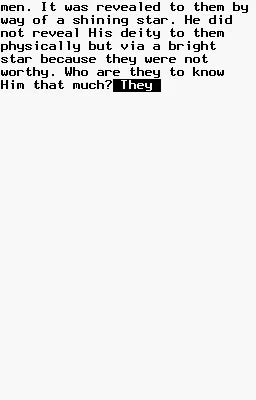 men. It was revealed to them by
way of a shining star. He did
not reveal His deity to them
physically but via a bright
star because they were not
worthy. Who are they to know
Him that much? They